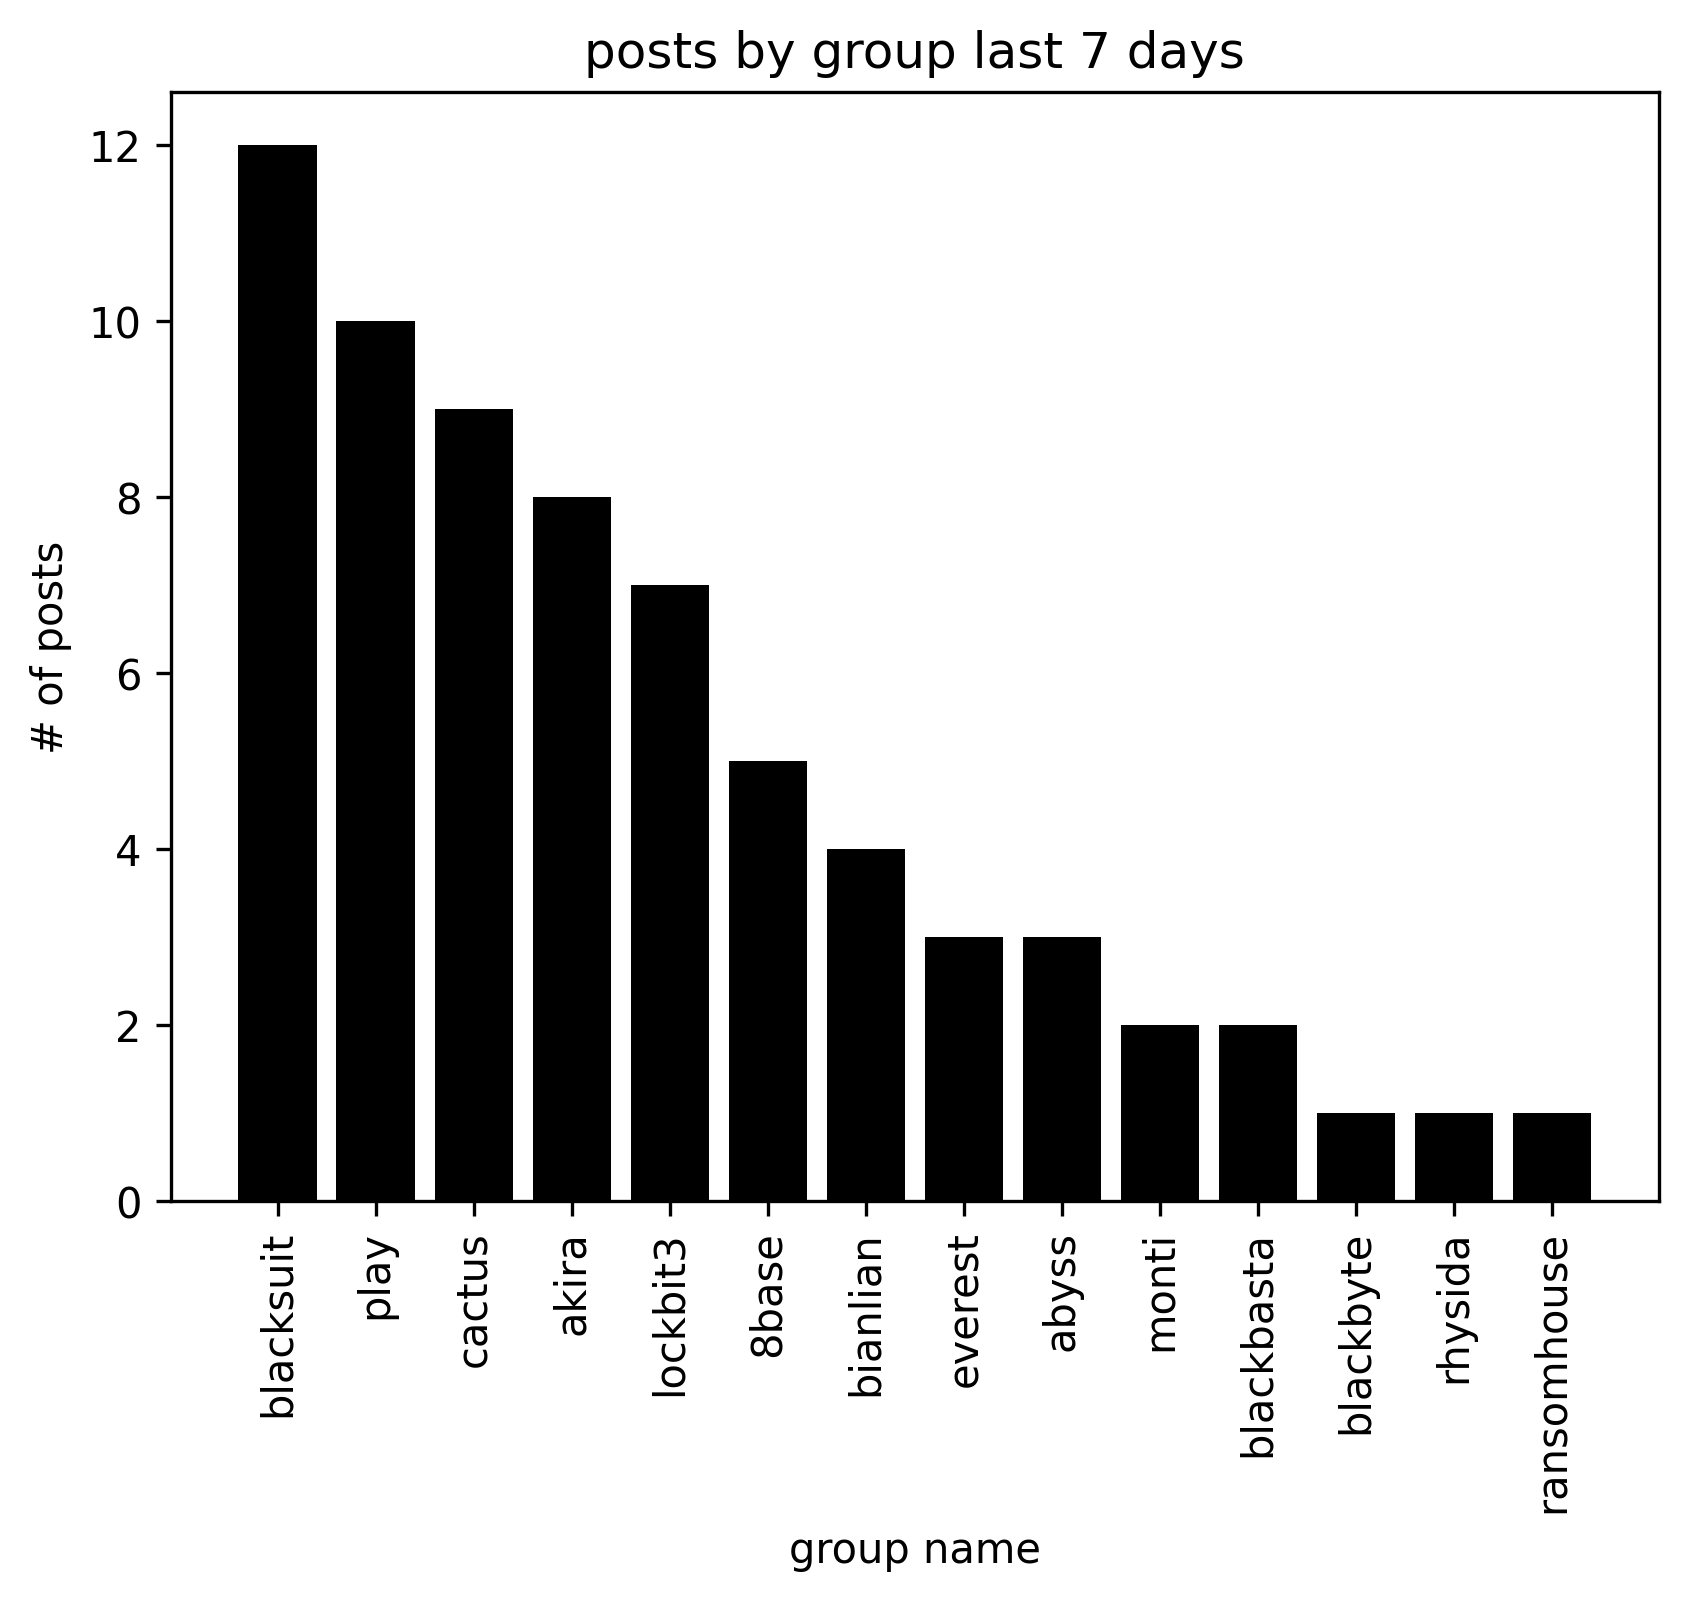 posts by group last 7 days
12
10
8
6
4
2
0
# of posts
blacksuit
play
cactus
akira
lockbit3
8base
bianlian
everest
abyss
monti
blackbasta
blackbyte
rhysida
ransomhouse
group name